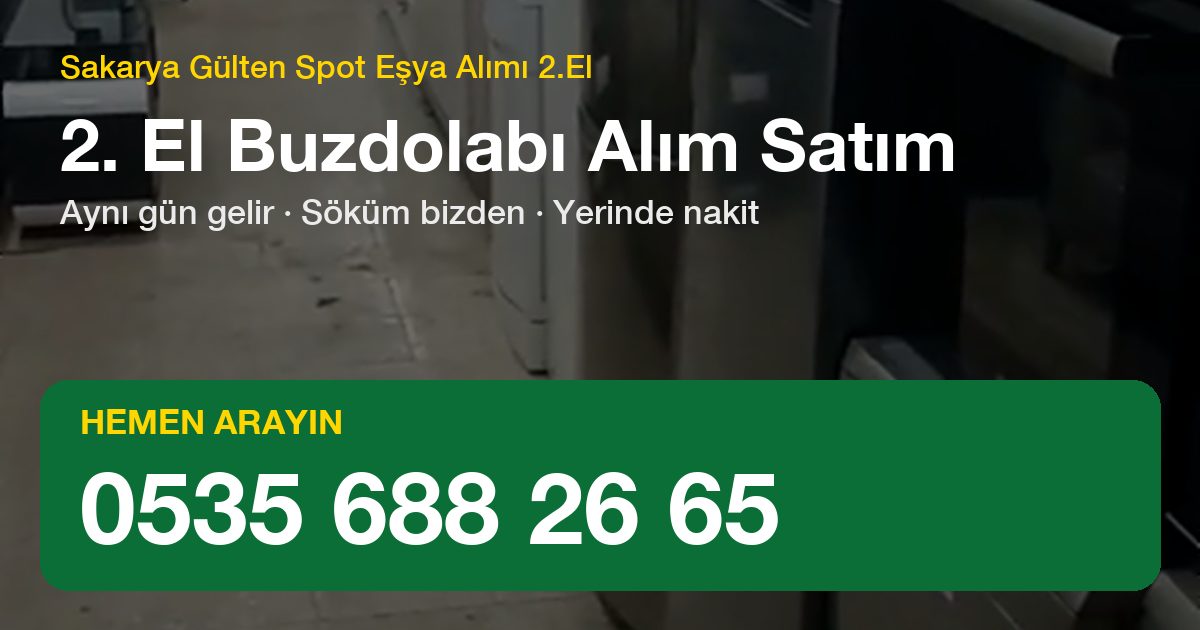 Sakarya Gülten Spot Eşya Alımı 2.El
2. El Buzdolabı Alım Satım
Aynı gün gelir · Söküm bizden · Yerinde nakit
HEMEN ARAYIN
0535 688 26 65